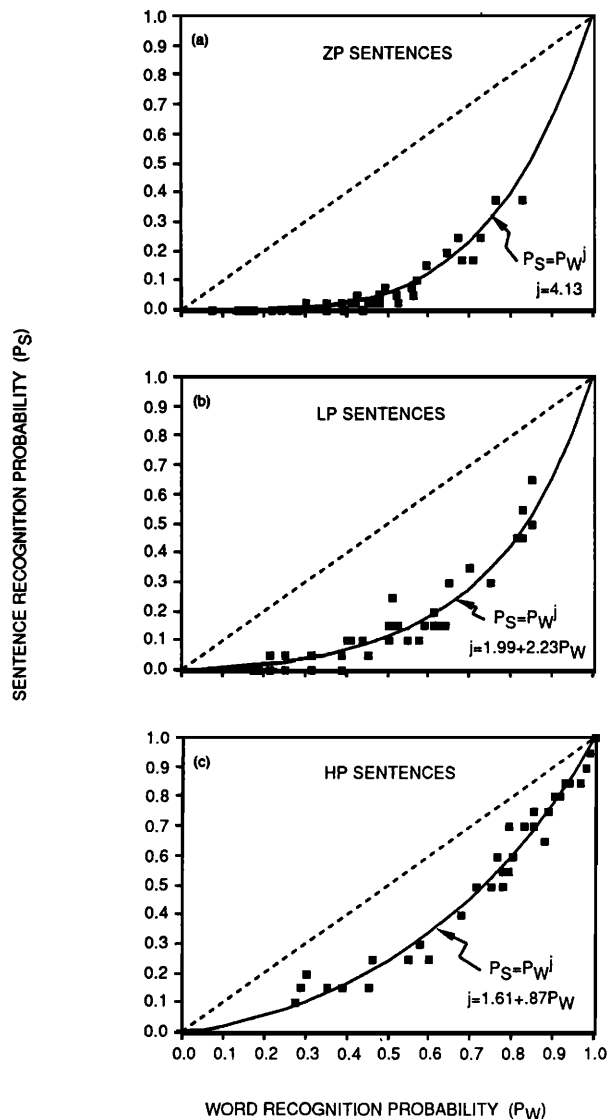 SENTENCE RECOGNITION PROBABILITY (PS)
1.0
0.9
0.8
0.7
0.6
0.5
0.4
0.3
0.2
0.1
0.0
(a)
ZP SENTENCES
PS=PWj
j=4.13
1.0
0.9
0.8
0.7
0.6
0.5
0.4
0.3
0.2
0.1
0.0
(b)
LP SENTENCES
PS=PWj
j=1.99+2.23PW
1.0
0.9
0.8
0.7
0.6
0.5
0.4
0.3
0.2
0.1
0.0
(c)
HP SENTENCES
PS=PWj
j=1.61+.87PW
0.0 0.1 0.2 0.3 0.4 0.5 0.6 0.7 0.8 0.9 1.0
WORD RECOGNITION PROBABILITY (PW)